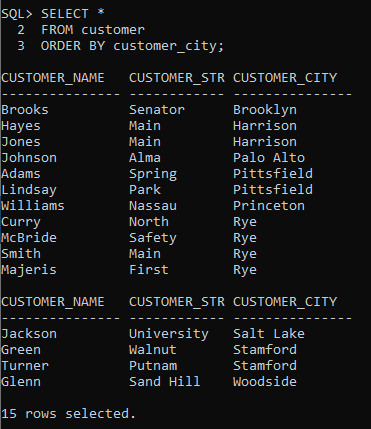 SQL> SELECT *
  2  FROM customer
  3  ORDER BY customer_city;
CUSTOMER_NAME   CUSTOMER_STR CUSTOMER_CITY
--------------- ------------ ---------------
Brooks          Senator      Brooklyn
Hayes           Main         Harrison
Jones           Main         Harrison
Johnson         Alma         Palo Alto
Adams           Spring       Pittsfield
Lindsay         Park         Pittsfield
Williams        Nassau       Princeton
Curry           North        Rye
McBride         Safety       Rye
Smith           Main         Rye
Majeris         First        Rye
CUSTOMER_NAME   CUSTOMER_STR CUSTOMER_CITY
--------------- ------------ ---------------
Jackson         University   Salt Lake
Green           Walnut       Stamford
Turner          Putnam       Stamford
Glenn           Sand Hill    Woodside
15 rows selected.